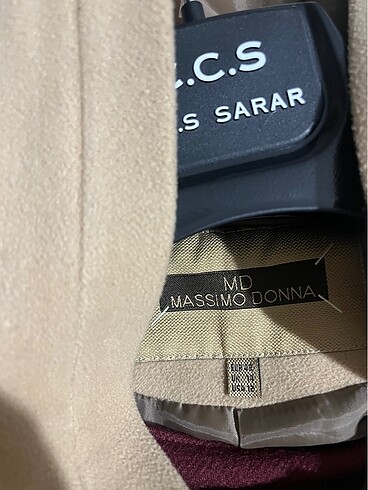 .C.S
.S SARAR
MD
MASSIMO DONNA